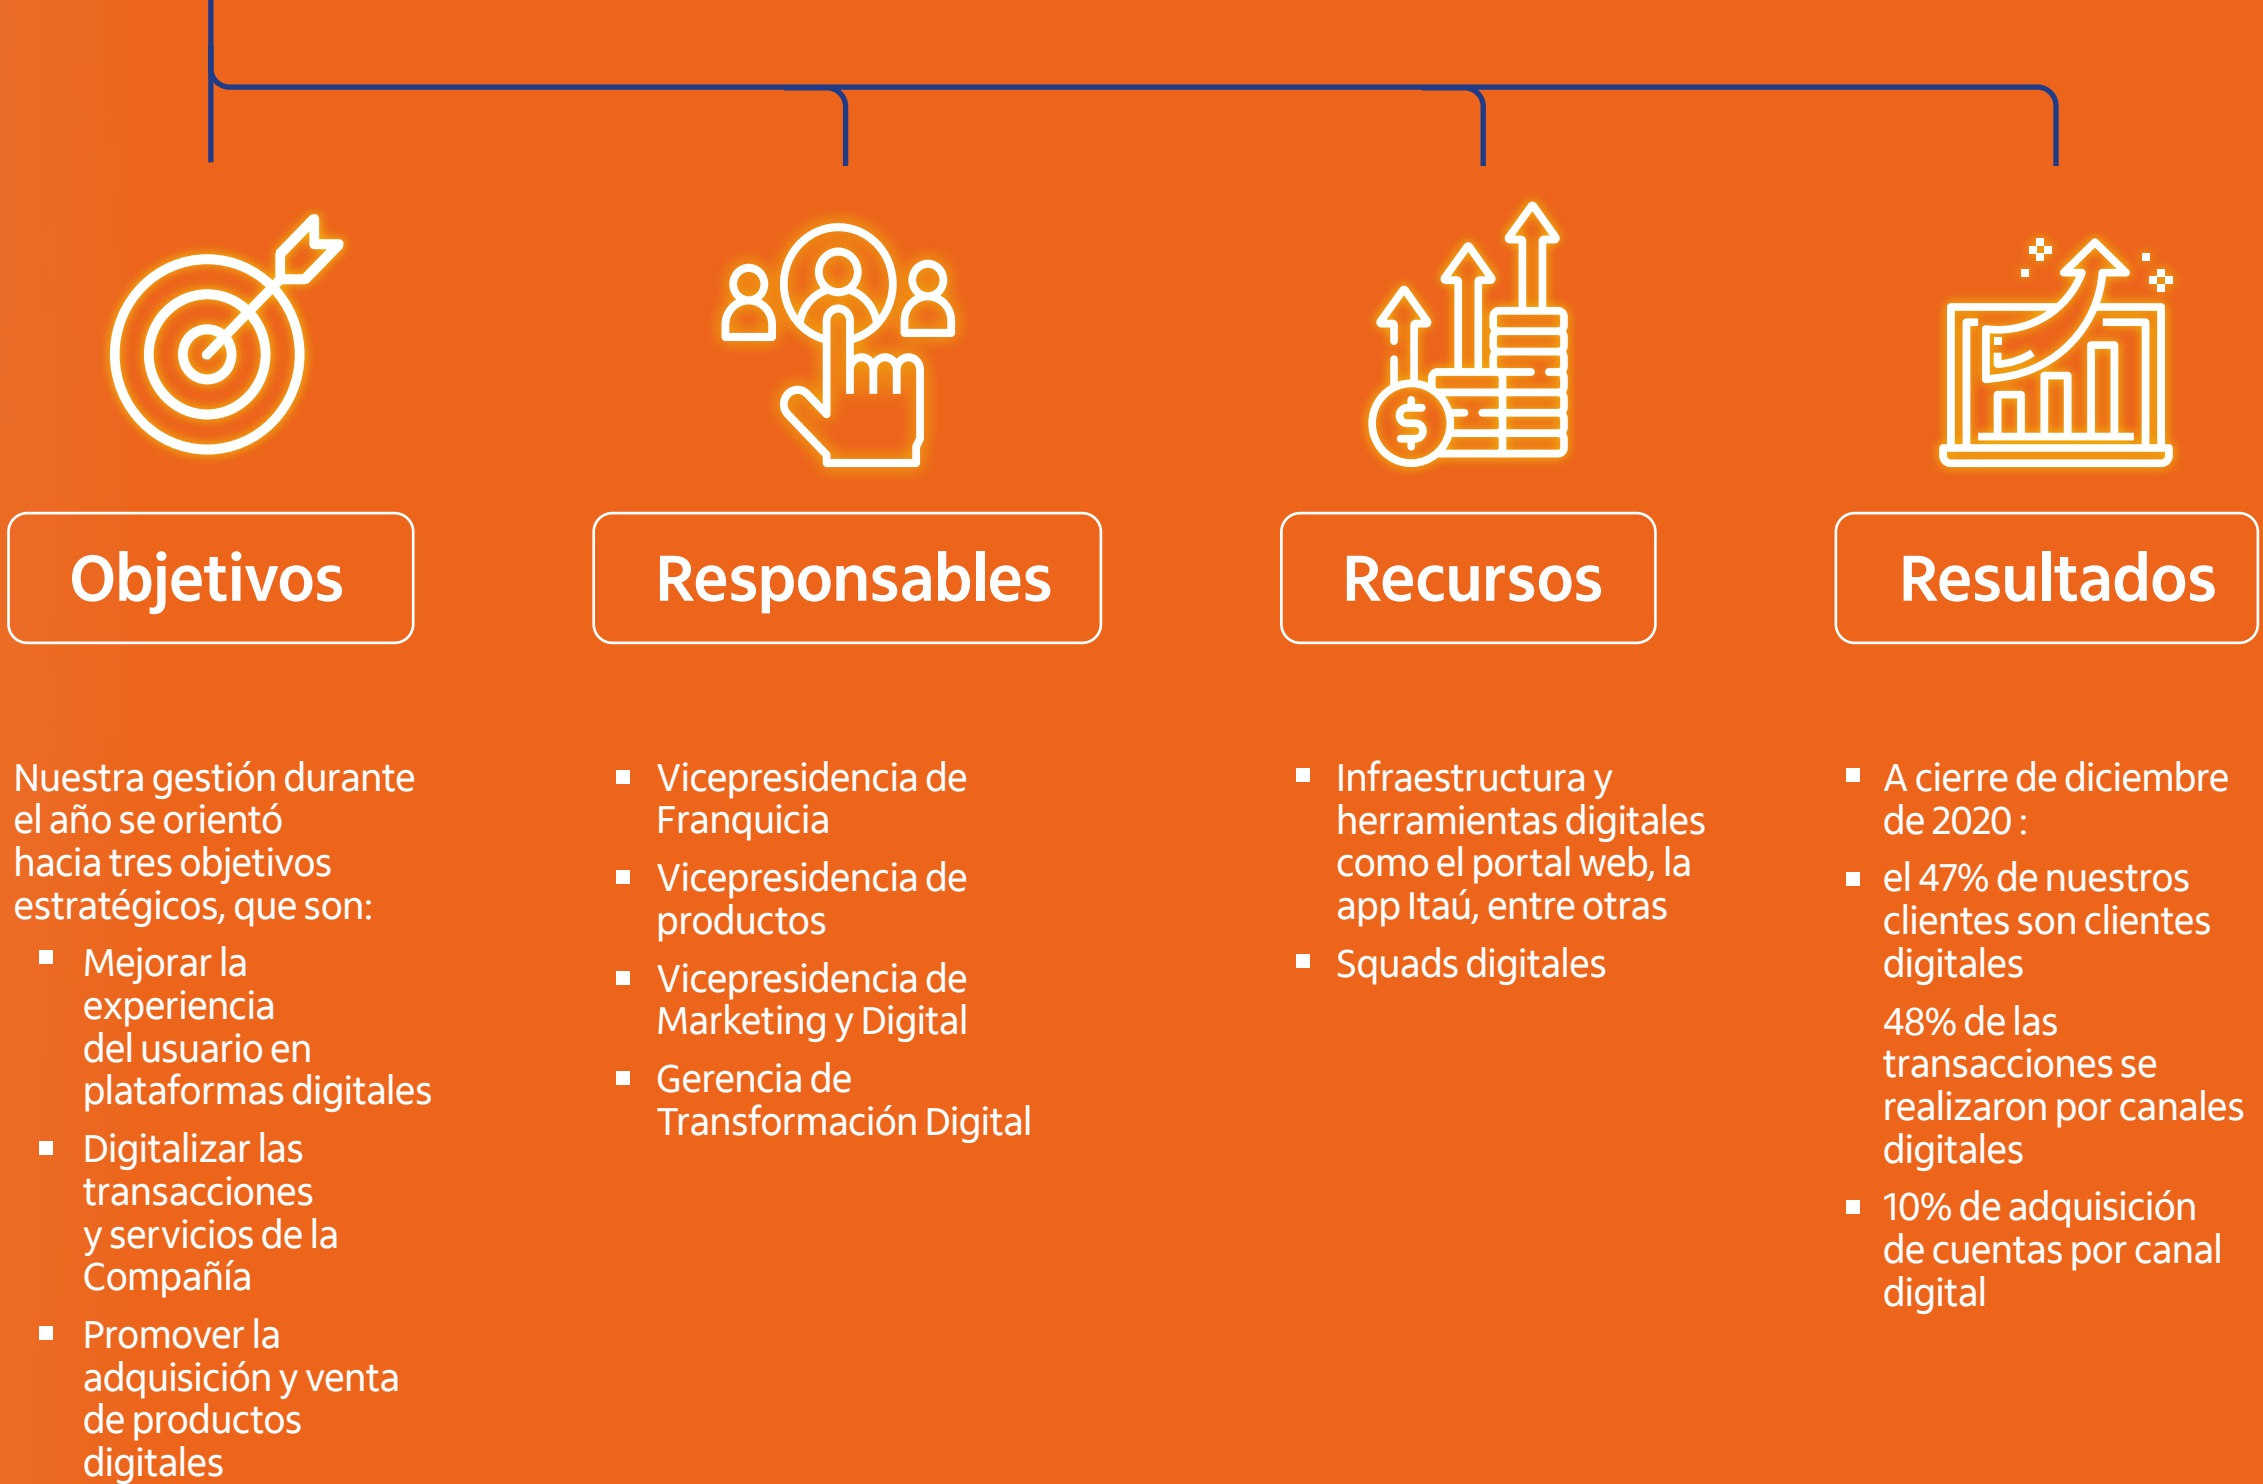 Objetivos
Nuestra gestión durante
el año se orientó
hacia tres objetivos
estratégicos, que son:
Mejorar la
experiencia
del usuario en
plataformas digitales
Digitalizar las
transacciones
y servicios de la
Compañía
Promover la
adquisición y venta
de productos
digitales
Responsables
Vicepresidencia de
Franquicia
Vicepresidencia de
productos
Vicepresidencia de
Marketing y Digital
Gerencia de
Transformación Digital
Recursos
Infraestructura y
herramientas digitales
como el portal web, la
app Itaú, entre otras
Squads digitales
Resultados
A cierre de diciembre
de 2020 :
el 47% de nuestros
clientes son clientes
digitales
48% de las
transacciones se
realizaron por canales
digitales
10% de adquisición
de cuentas por canal
digital